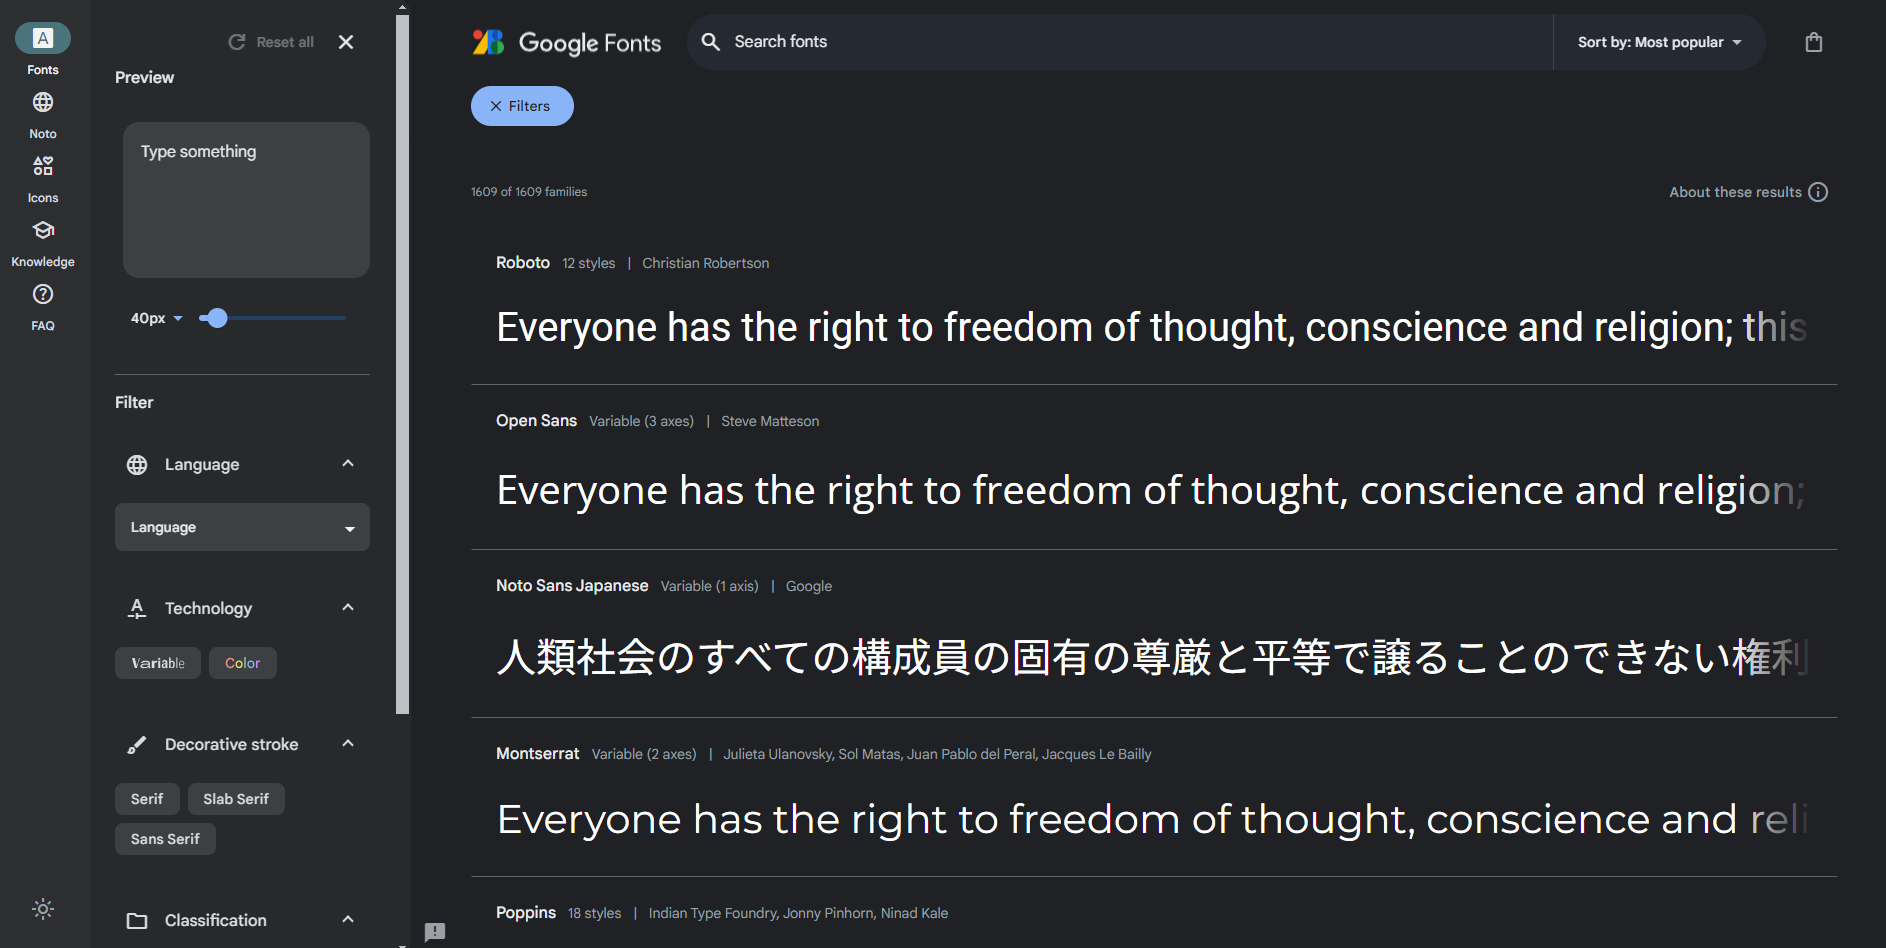 Fonts
Noto
Icons
Knowledge
FAQ
Reset all
Preview
Type something
40px
Filter
Language
Language
Technology
Variable Color
Decorative stroke
Serif Slab Serif
Sans Serif
Classification
Google Fonts
Search fonts
Sort by: Most popular
Filters
1609 of 1609 families
About these results
Roboto 12 styles | Christian Robertson
Everyone has the right to freedom of thought, conscience and religion; this
Open Sans Variable (3 axes) | Steve Matteson
Everyone has the right to freedom of thought, conscience and religion;
Noto Sans Japanese Variable (1 axis) | Google
人類社会のすべての構成員の固有の尊厳と平等で譲ることのできない権利
Montserrat Variable (2 axes) | Julieta Ulanovsky, Sol Matas, Juan Pablo del Peral, Jacques Le Bailly
Everyone has the right to freedom of thought, conscience and reli
Poppins 18 styles | Indian Type Foundry, Jonny Pinhorn, Ninad Kale